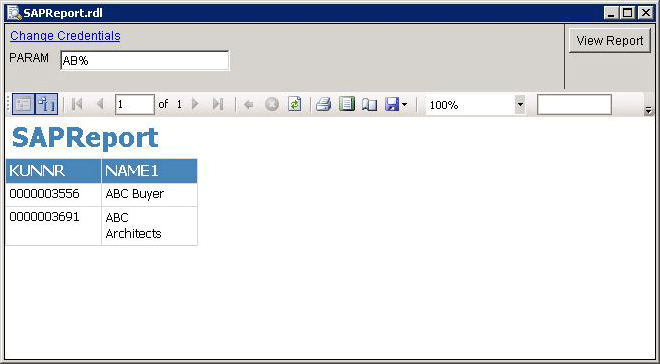 SAPReport.rdl
Change Credentials
PARAM AB% View Report
1 of 1 100%
SAPReport
KUNNR NAME1
0000003556 ABC Buyer
0000003691 ABC
Architects